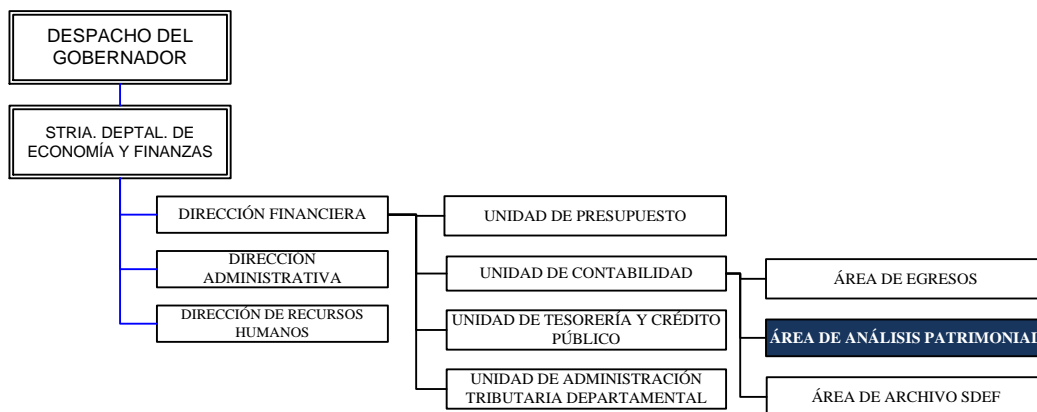 DESPACHO DEL
GOBERNADOR
STRIA. DEPTAL. DE
ECONOMÍA Y FINANZAS
DIRECCIÓN FINANCIERA
DIRECCIÓN
ADMINISTRATIVA
DIRECCIÓN DE RECURSOS
HUMANOS
UNIDAD DE PRESUPUESTO
UNIDAD DE CONTABILIDAD
UNIDAD DE TESORERÍA Y CRÉDITO
PÚBLICO
UNIDAD DE ADMINISTRACIÓN
TRIBUTARIA DEPARTAMENTAL
ÁREA DE EGRESOS
ÁREA DE ANÁLISIS PATRIMONIAL
ÁREA DE ARCHIVO SDEF